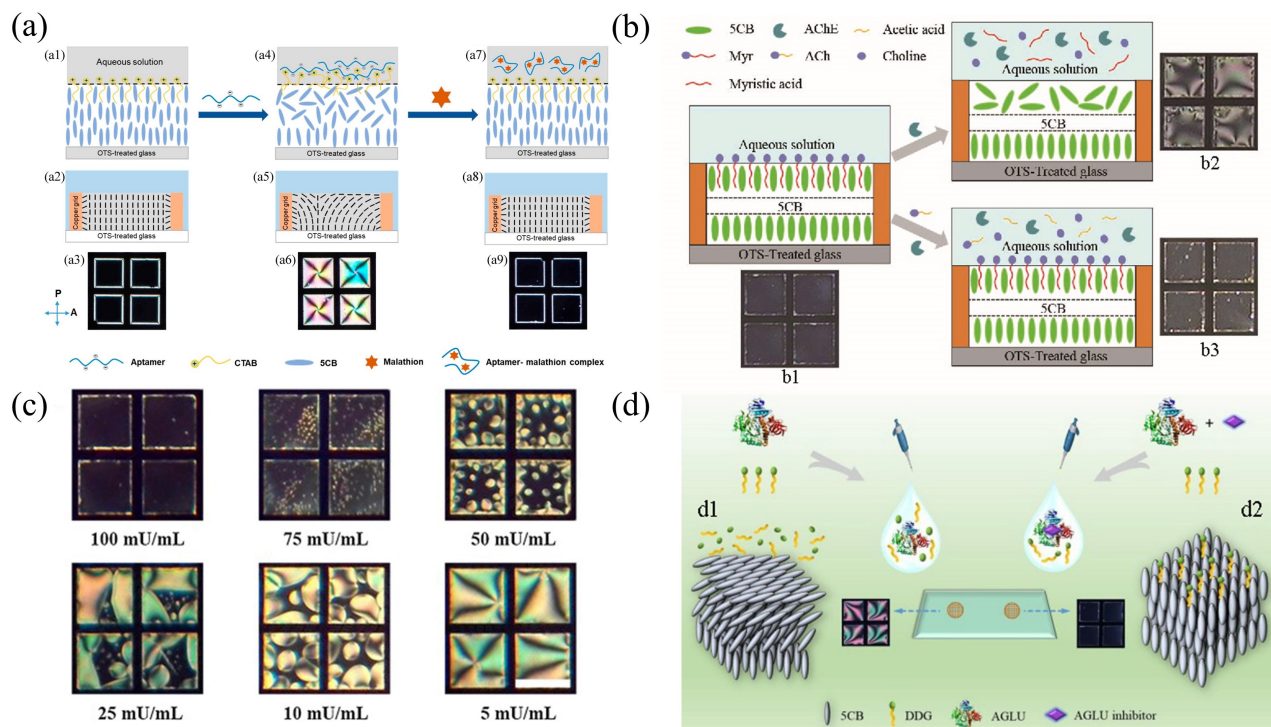 (a)
(a1)
Aqueous solution
OTS-treated glass
(a4)
OTS-treated glass
(a7)
OTS-treated glass
(a2)
Copper grid
OTS-treated glass
(a5)
Copper grid
OTS-treated glass
(a8)
Copper grid
OTS-treated glass
(a3)
P
A
(a6)
(a9)
Aptamer
CTAB
5CB
Malathion
Aptamer- malathion complex
(b)
5CB
AChE
Acetic acid
Myr
ACh
Choline
Myristic acid
Aqueous solution
5CB
OTS-Treated glass
b1
Aqueous solution
5CB
OTS-Treated glass
b2
Aqueous solution
5CB
OTS-Treated glass
b3
(c)
100 mU/mL
75 mU/mL
50 mU/mL
25 mU/mL
10 mU/mL
5 mU/mL
(d)
+
d1
d2
5CB
DDG
AGLU
AGLU inhibitor